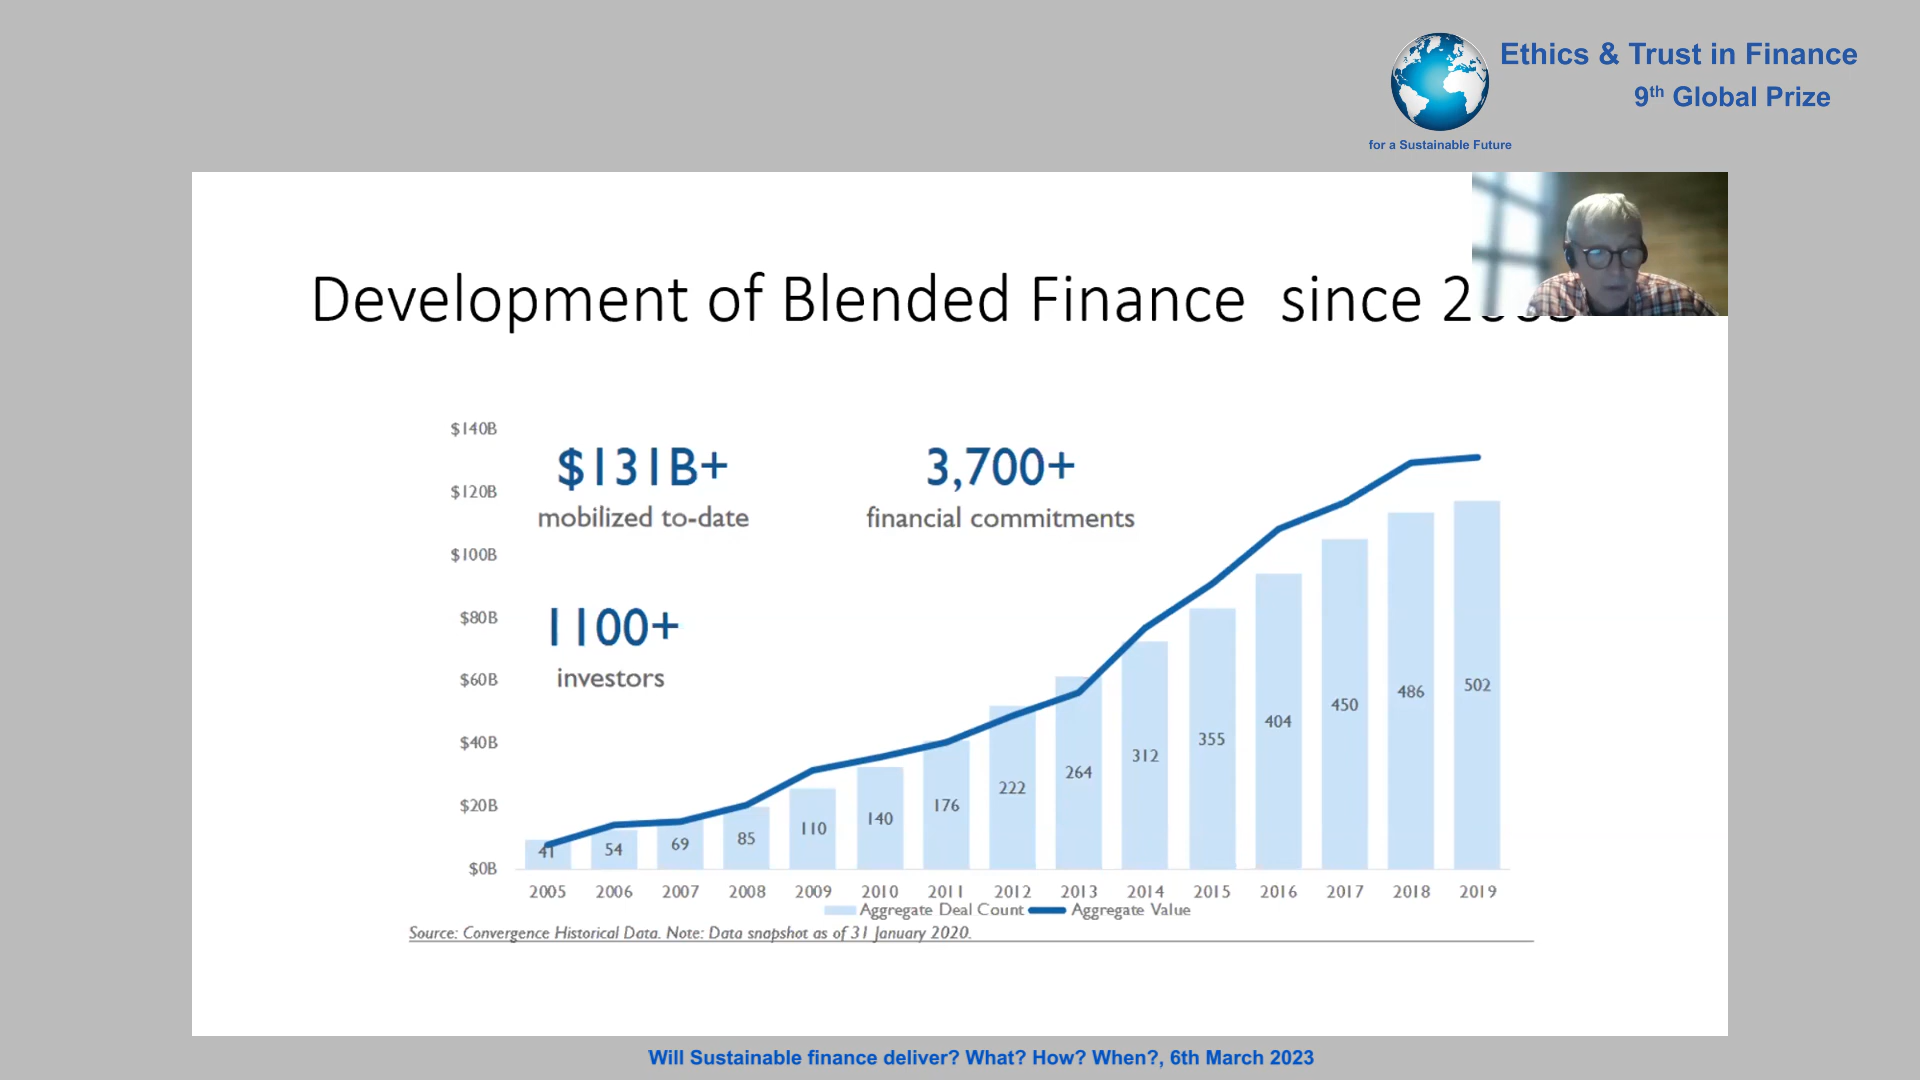 Ethics & Trust in Finance
9th Global Prize
for a Sustainable Future
Development of Blended Finance since
$140B
$120B
$100B
$80B
$60B
$40B
$20B
$0B
$131B+
mobilized to-date
3,700+
financial commitments
1100+
investors
41 54 69 85 110 140 176 222 264 312 355 404 450 486 502
2005 2006 2007 2008 2009 2010 2011 2012 2013 2014 2015 2016 2017 2018 2019
Aggregate Deal Count Aggregate Value
Source: Convergence Historical Data. Note: Data snapshot as of 31 January 2020.
Will Sustainable finance deliver? What? How? When?, 6th March 2023